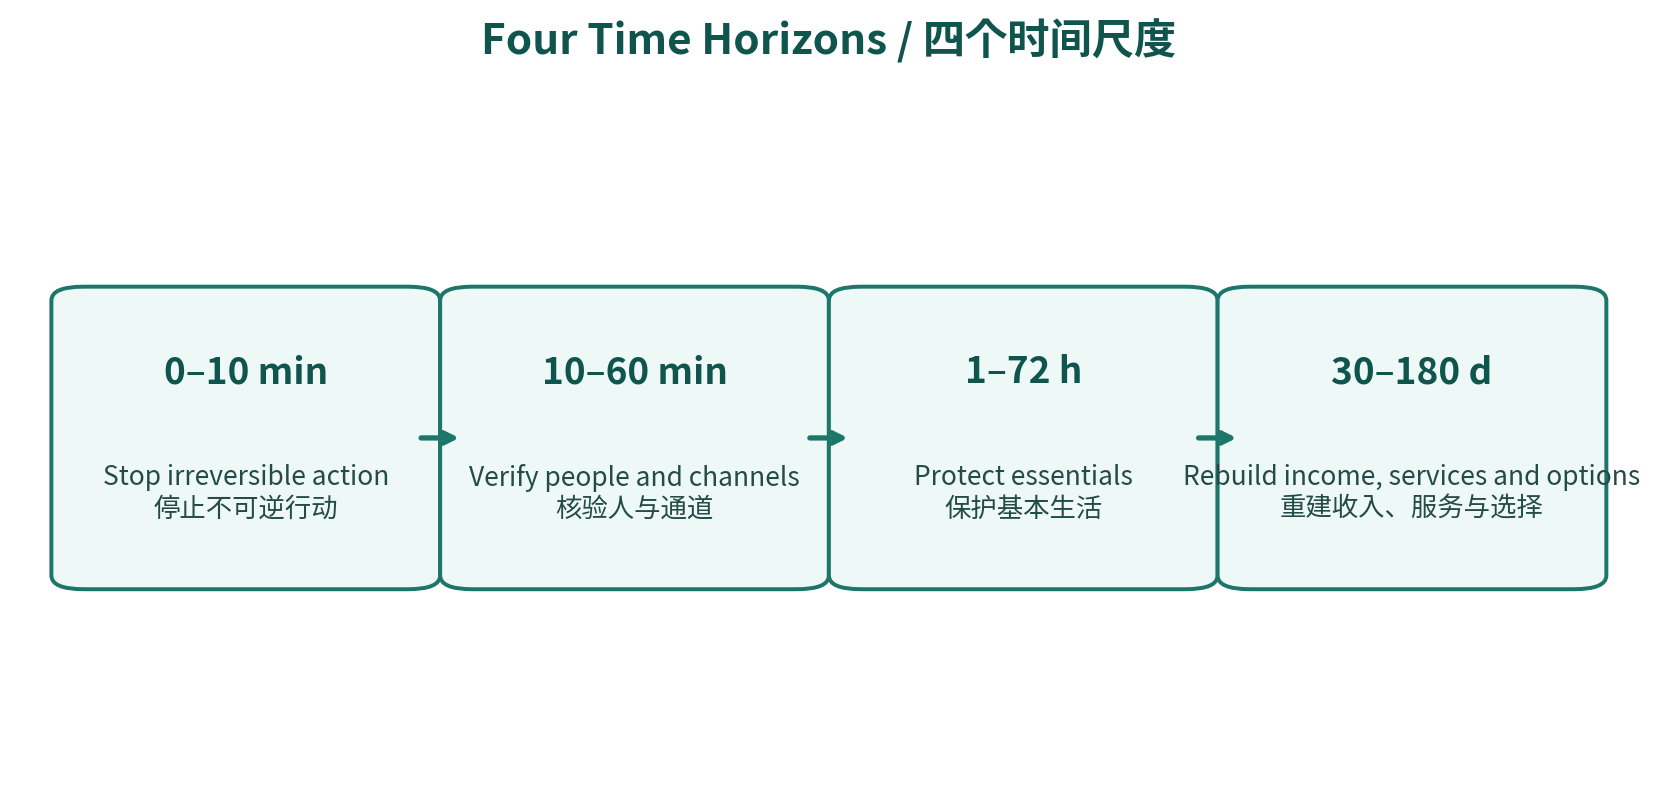 Four Time Horizons / 四个时间尺度
0–10 min
Stop irreversible action
停止不可逆行动
10–60 min
Verify people and channels
核验人与通道
1–72 h
Protect essentials
保护基本生活
30–180 d
Rebuild income, services and options
重建收入、服务与选择